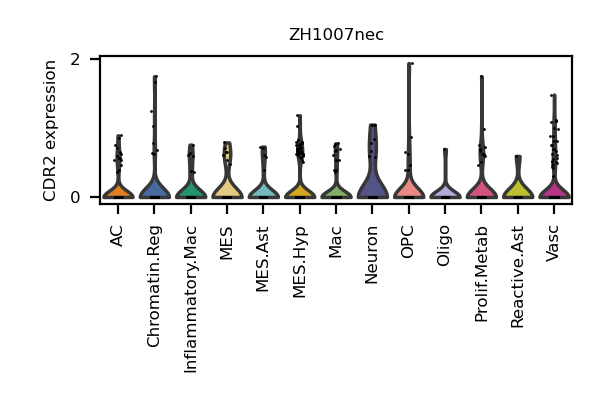 ZH1007nec
CDR2 expression
2
0
AC
Chromatin.Reg
Inflammatory.Mac
MES
MES.Ast
MES.Hyp
Mac
Neuron
OPC
Oligo
Prolif.Metab
Reactive.Ast
Vasc